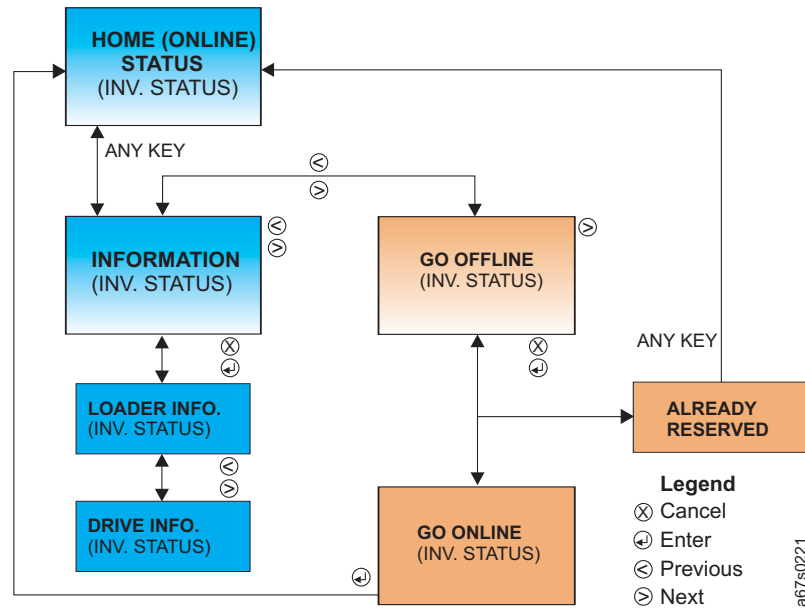 HOME (ONLINE)
STATUS
(INV. STATUS)
ANY KEY
INFORMATION
(INV. STATUS)
GO OFFLINE
(INV. STATUS)
ANY KEY
LOADER INFO.
(INV. STATUS)
ALREADY
RESERVED
DRIVE INFO.
(INV. STATUS)
GO ONLINE
(INV. STATUS)
Legend
Cancel
Enter
Previous
Next
a67s0221